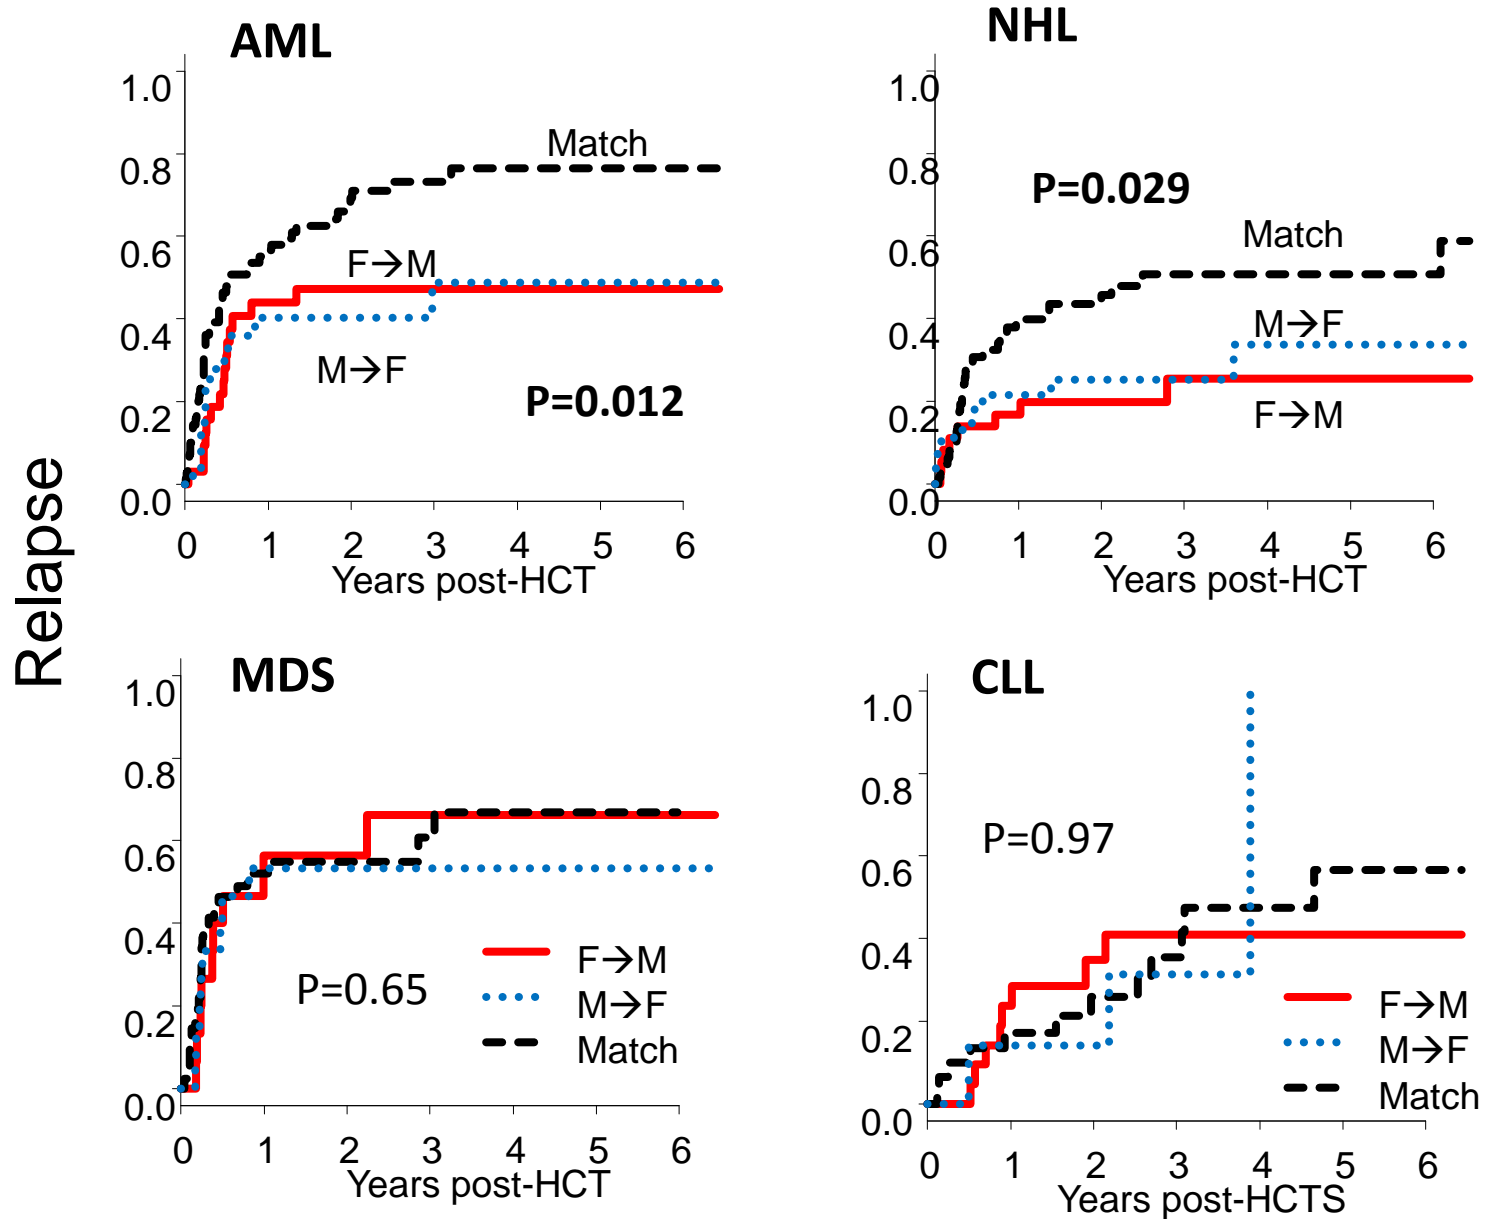 AML
1.0
0.8
0.6
0.4
0.2
0.0
Match
F→M
M→F
P=0.012
0 1 2 3 4 5 6
Years post-HCT
NHL
1.0
0.8
0.6
0.4
0.2
0.0
P=0.029
Match
M→F
F→M
0 1 2 3 4 5 6
Years post-HCT
Relapse
MDS
1.0
0.8
0.6
0.4
0.2
0.0
P=0.65
F→M
M→F
Match
0 1 2 3 4 5 6
Years post-HCT
CLL
1.0
0.8
0.6
0.4
0.2
0.0
P=0.97
F→M
M→F
Match
0 1 2 3 4 5 6
Years post-HCTS